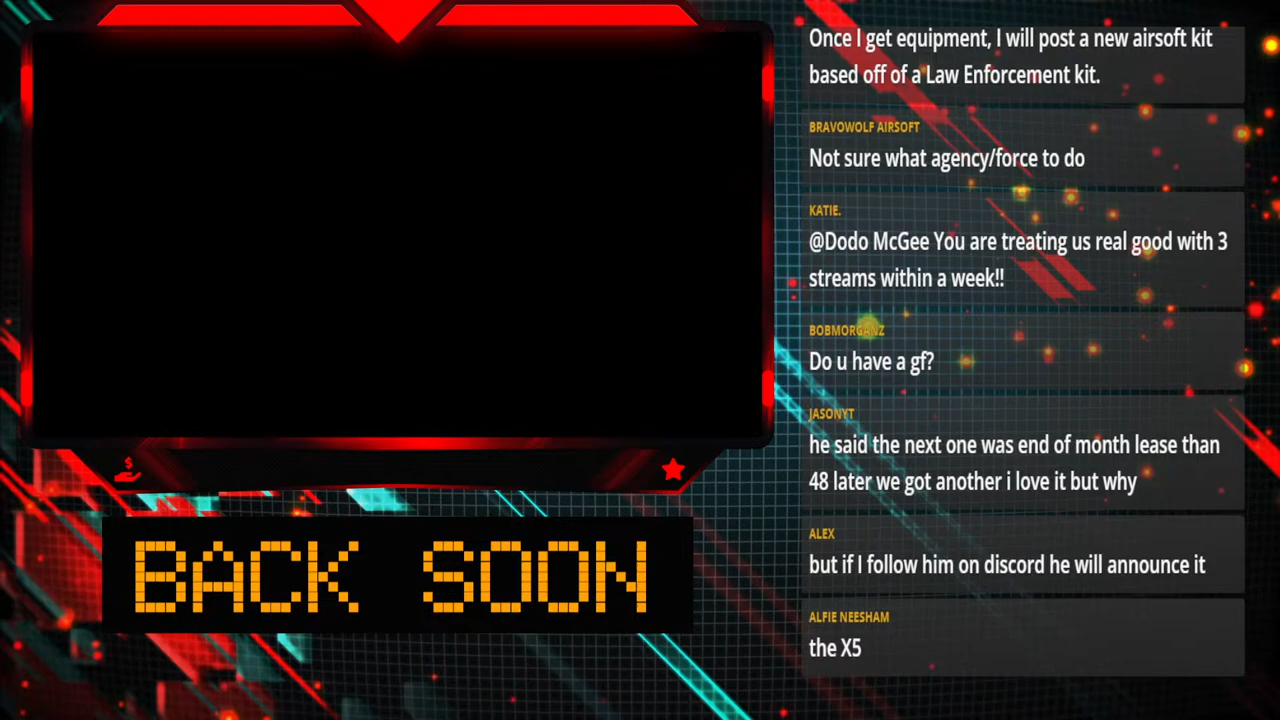 Once I get equipment, I will post a new airsoft kit
based off of a Law Enforcement kit.
BRAVOWOLF AIRSOFT
Not sure what agency/force to do
KATIE.
@Dodo McGee You are treating us real good with 3
streams within a week!!
BOBMORGANZ
Do u have a gf?
JASONYT
he said the next one was end of month lease than
48 later we got another i love it but why
ALEX
but if I follow him on discord he will announce it
ALFIE NEESHAM
the X5
$
BACK SOON